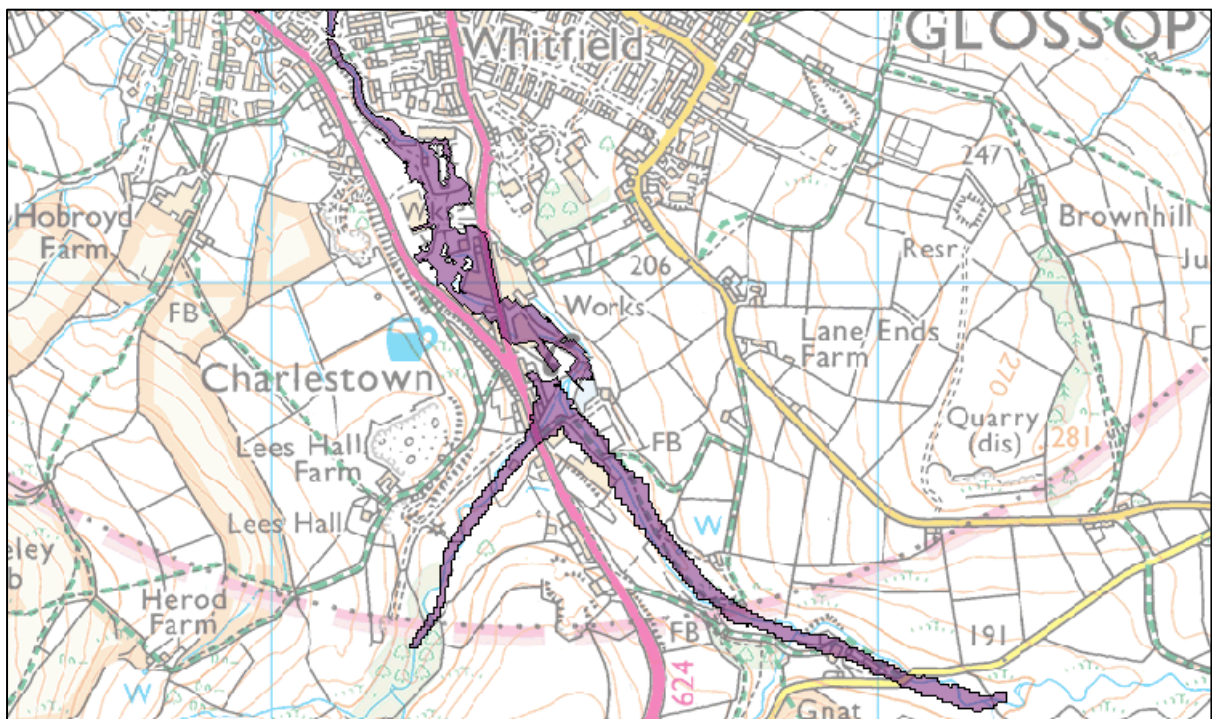 GLOSSOP
Whitfield
247
Hobroyd
Farm
Wks
Brownhill
Resr
Ju
206
FB
Works
Lane Ends
Farm
Charlestown
270
Quarry
(dis)
281
Lees Hall
Farm
FB
Lees Hall
W
eley
b
Herod
Farm
FB
191
W
624
Gnat